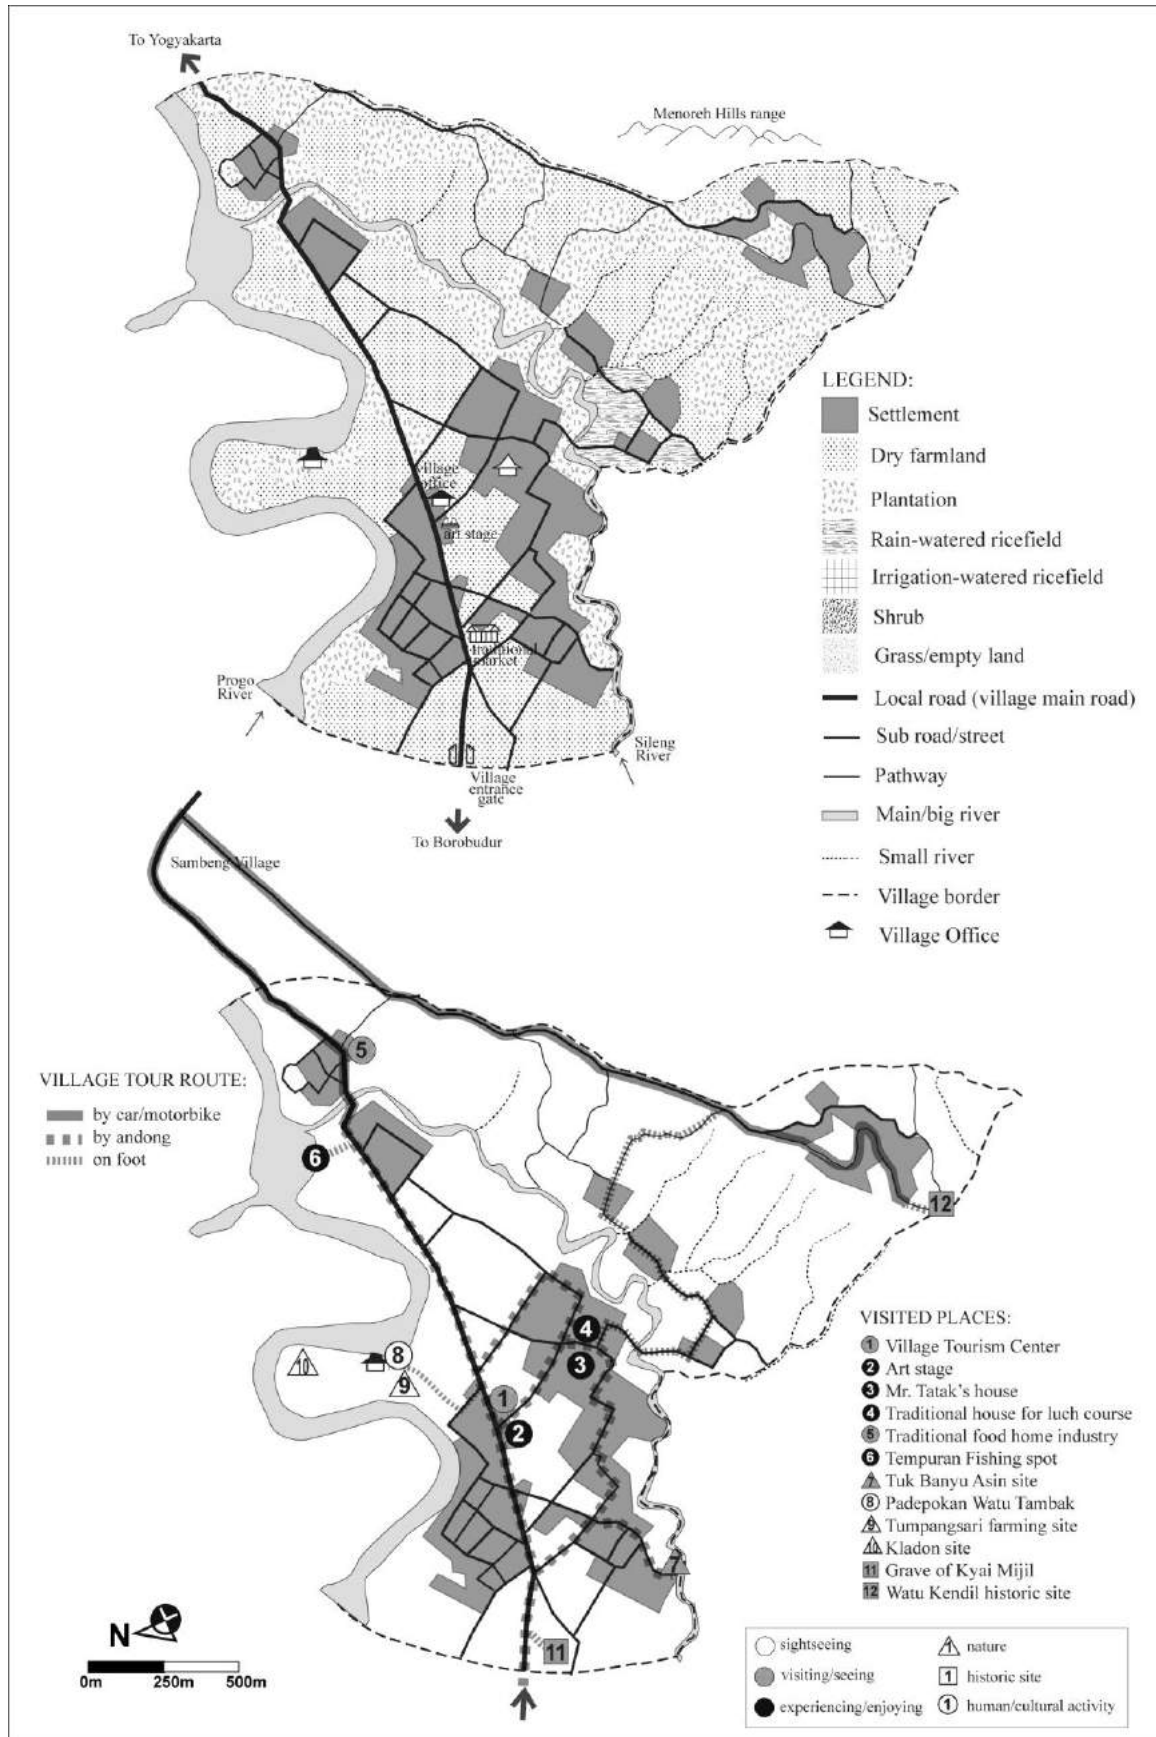 To Yogyakarta
Menoreh Hills range
Village
office
art stage
traditional
market
Progo
River
Sileng
River
Village
entrance
gate
To Borobudur
LEGEND:
Settlement
Dry farmland
Plantation
Rain-watered ricefield
Irrigation-watered ricefield
Shrub
Grass/empty land
Local road (village main road)
Sub road/street
Pathway
Main/big river
Small river
Village border
Village Office
Sambeng Village
VILLAGE TOUR ROUTE:
by car/motorbike
by andong
on foot
5
6
12
4
3
10
8
9
1
2
7
11
VISITED PLACES:
1 Village Tourism Center
2 Art stage
3 Mr. Tatak's house
4 Traditional house for luch course
5 Traditional food home industry
6 Tempuran Fishing spot
7 Tuk Banyu Asin site
8 Padepokan Watu Tambak
9 Tumpangsari farming site
10 Kladon site
11 Grave of Kyai Mijil
12 Watu Kendil historic site
N
0m 250m 500m
sightseeing
visiting/seeing
experiencing/enjoying
1 nature
1 historic site
1 human/cultural activity